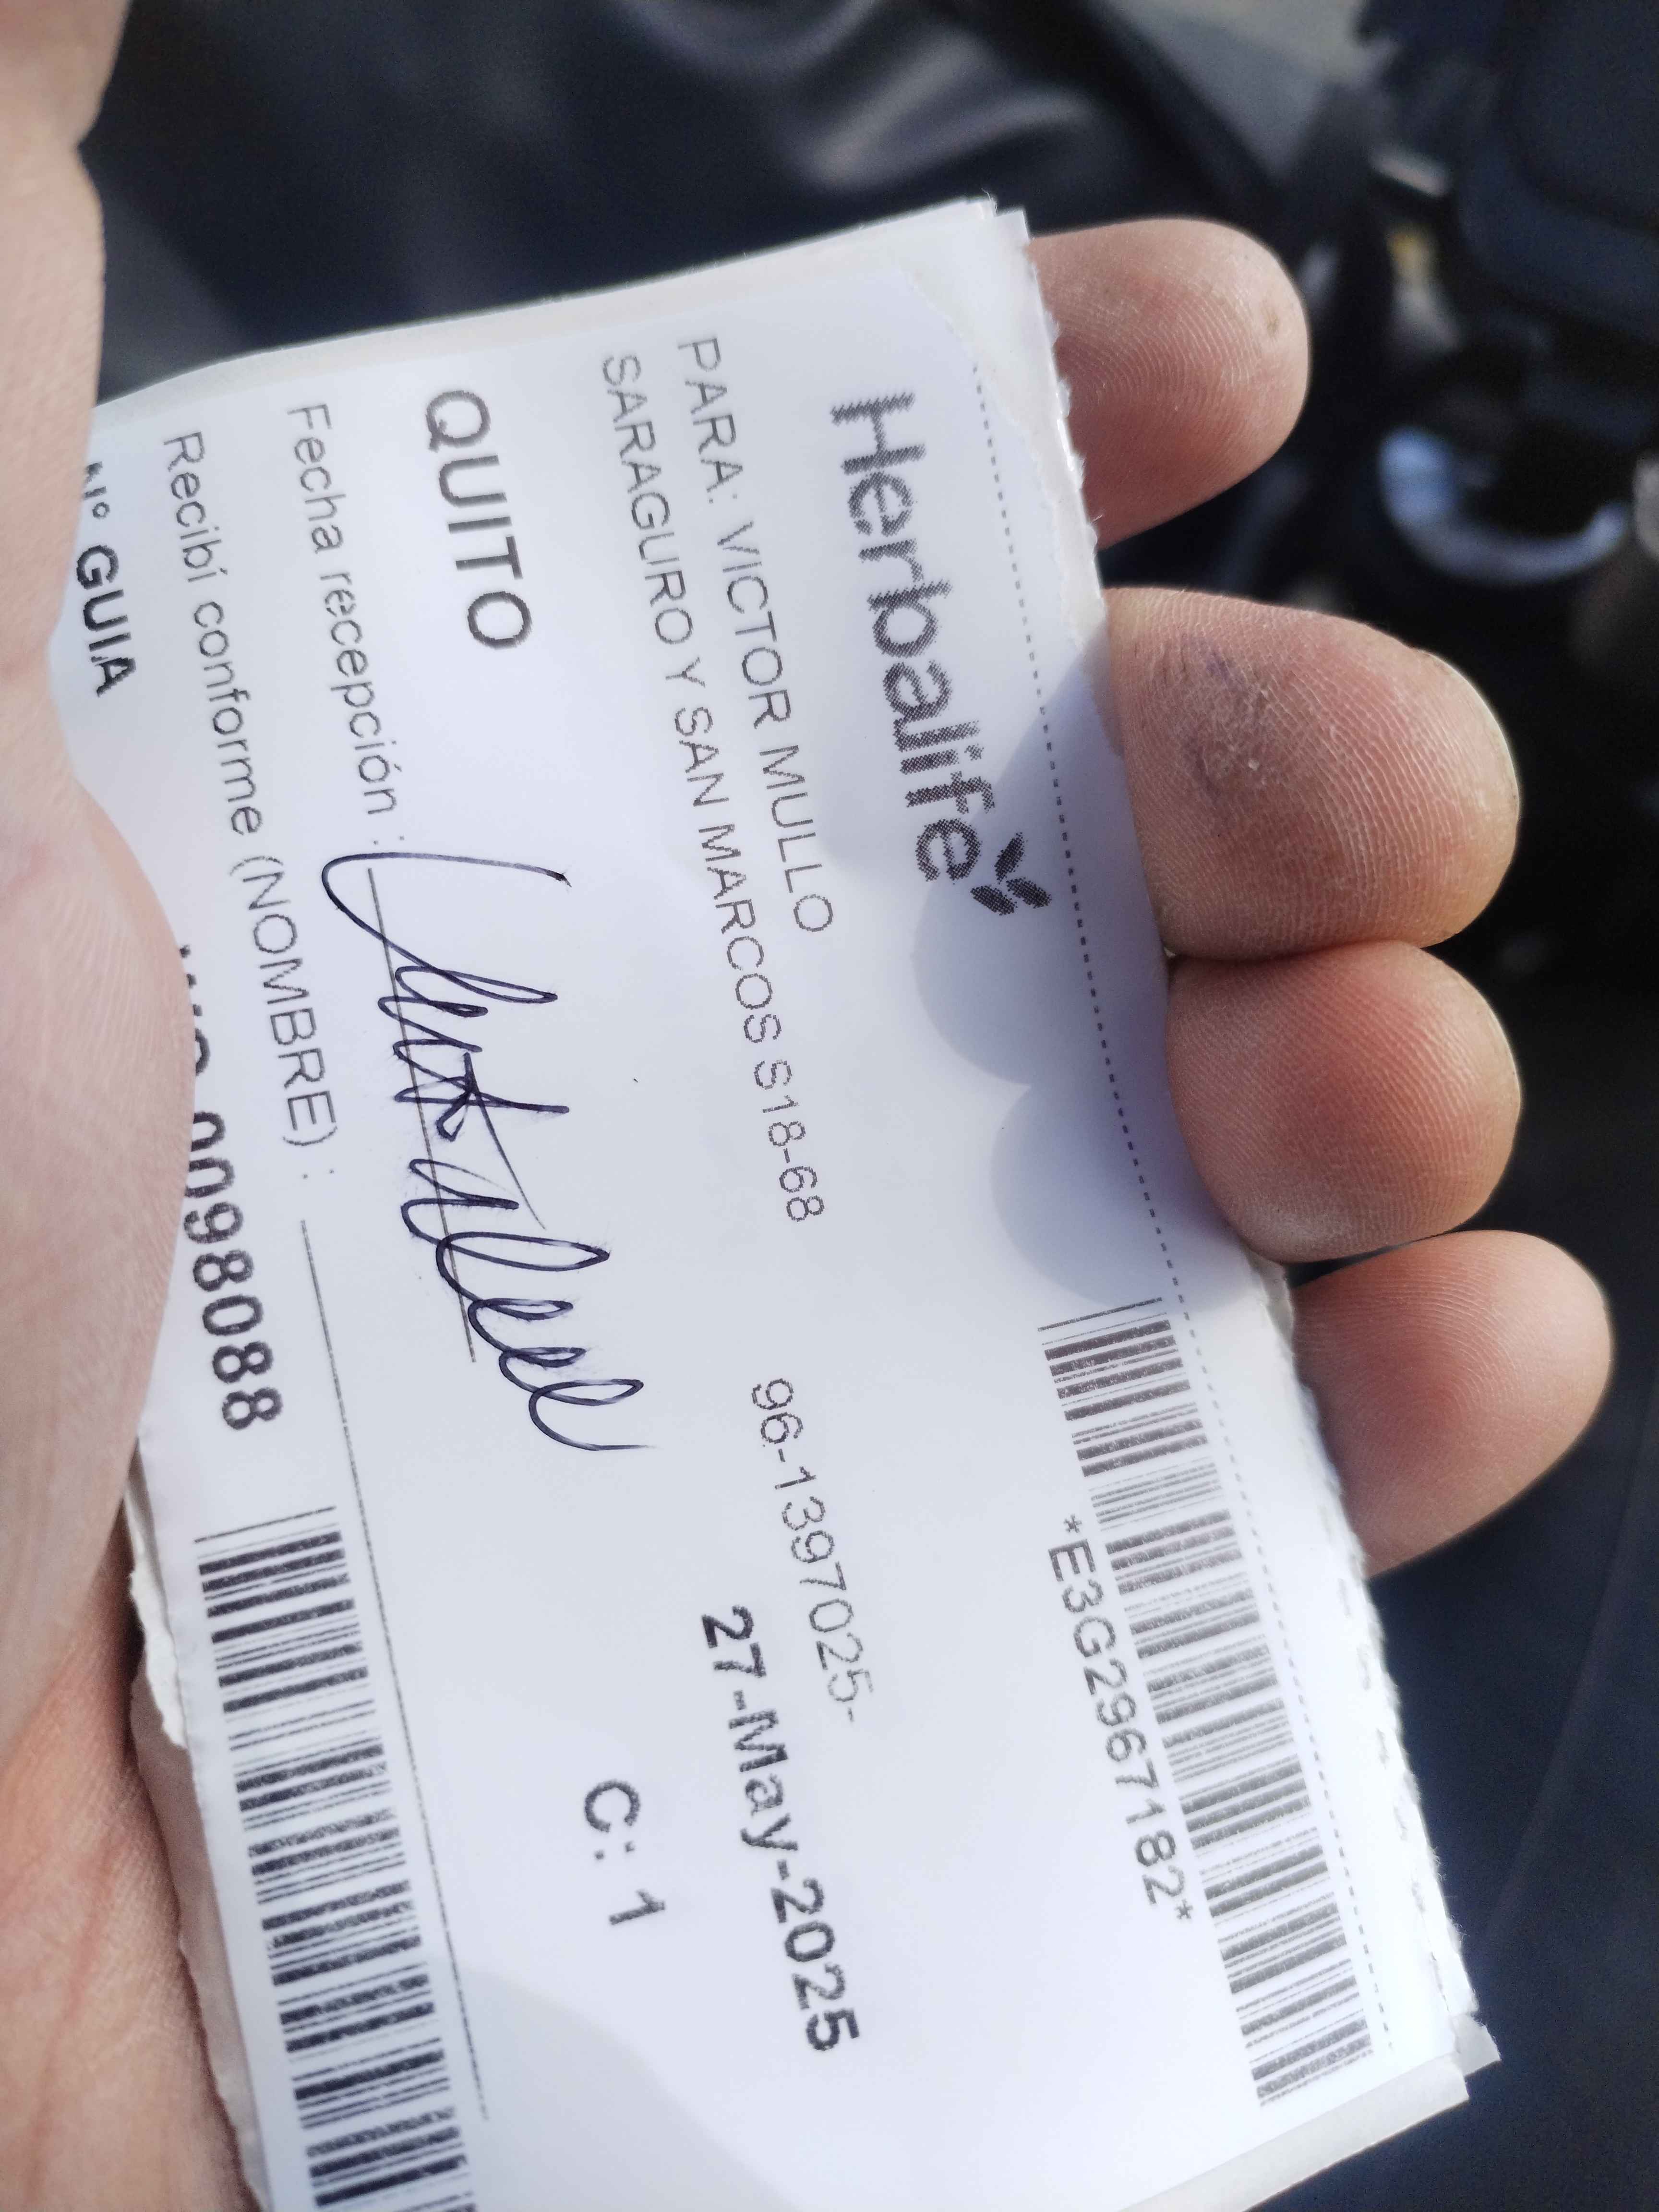 *E3G2967182*
Herbalife
PARA: VICTOR MULLO
96-1397025-
SARAGURO Y SAN MARCOS S18-68
27-May-2025
QUITO
C: 1
Fecha recepción :
Recibí conforme (NOMBRE) :
N° GUIA
0098088